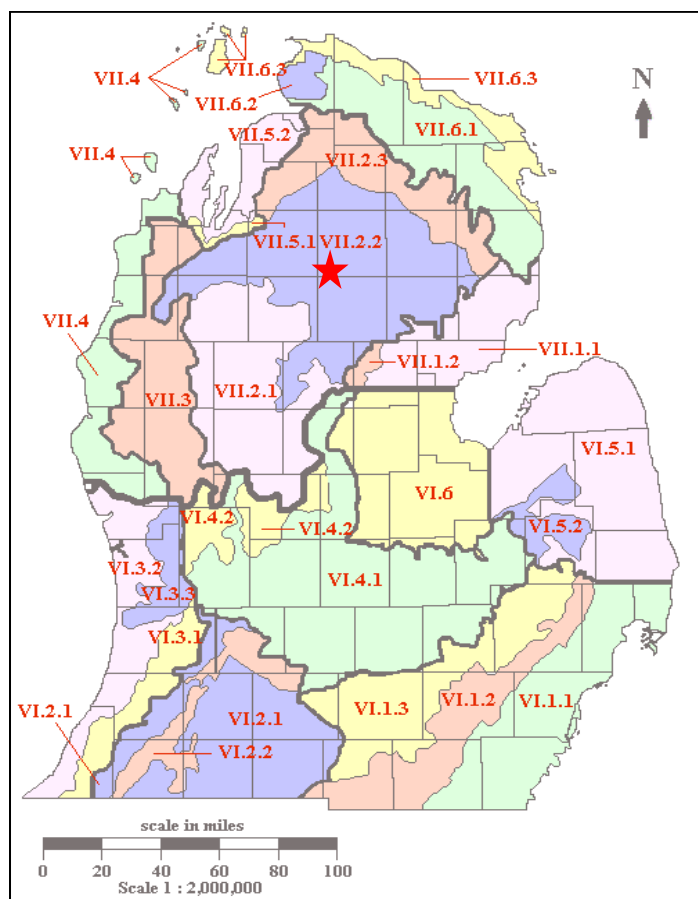 VII.6.3
VII.4
VII.6.3
N
VII.6.2
VII.5.2
VII.6.1
VII.4
VII.2.3
VII.5.1
VII.2.2
VII.4
VII.1.2
VII.1.1
VII.2.1
VII.3
VI.5.1
VI.6
VI.4.2
VI.4.2
VI.5.2
VI.3.2
VI.4.1
VI.3.3
VI.3.1
VI.2.1
VI.2.1
VI.1.3
VI.1.2
VI.1.1
VI.2.2
scale in miles
0 20 40 60 80 100
Scale 1 : 2,000,000